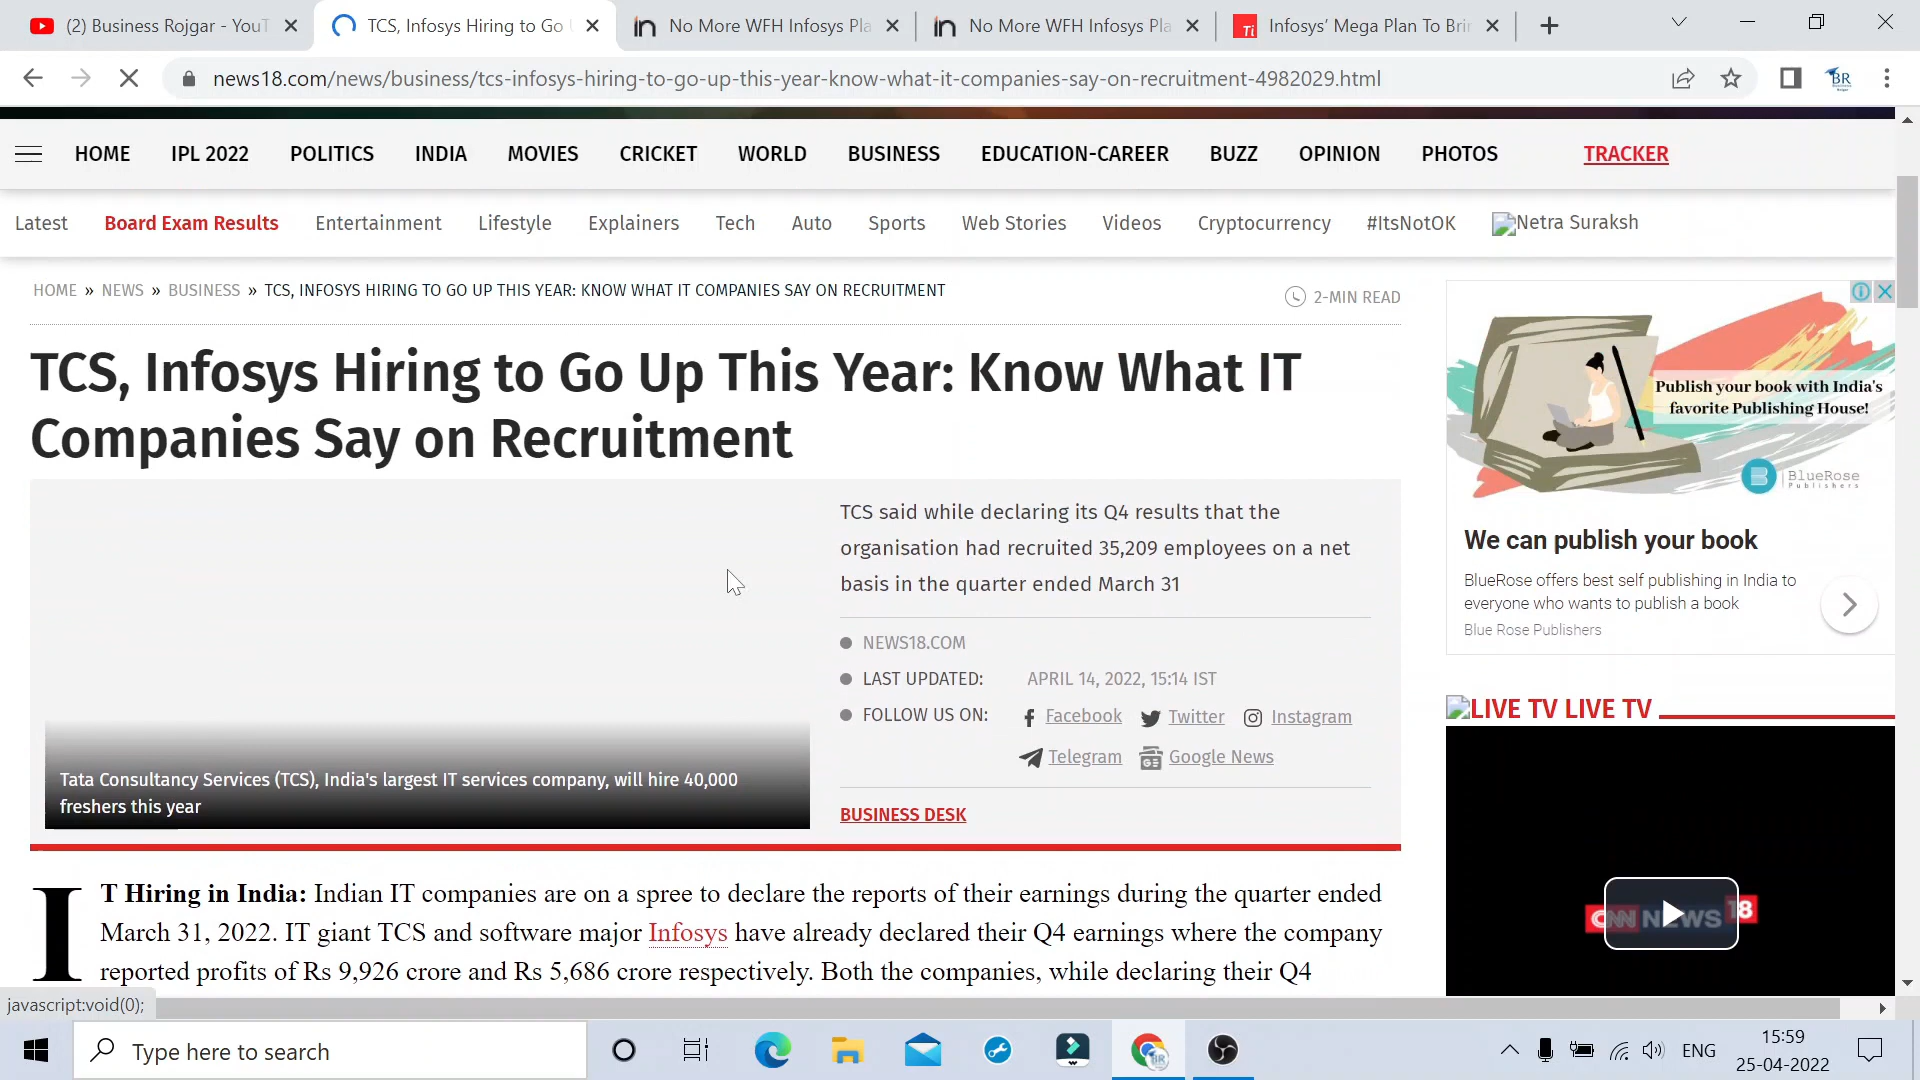 (2) Business Rojgar - YouT
TCS, Infosys Hiring to Go
No More WFH Infosys Pla
No More WFH Infosys Pla
Infosys’ Mega Plan To Brin
news18.com/news/business/tcs-infosys-hiring-to-go-up-this-year-know-what-it-companies-say-on-recruitment-4982029.html
HOME IPL 2022 POLITICS INDIA MOVIES CRICKET WORLD BUSINESS EDUCATION-CAREER BUZZ OPINION PHOTOS TRACKER
Latest Board Exam Results Entertainment Lifestyle Explainers Tech Auto Sports Web Stories Videos Cryptocurrency #ItsNotOK Netra Suraksh
HOME » NEWS » BUSINESS » TCS, INFOSYS HIRING TO GO UP THIS YEAR: KNOW WHAT IT COMPANIES SAY ON RECRUITMENT
2-MIN READ
TCS, Infosys Hiring to Go Up This Year: Know What IT
Companies Say on Recruitment
TCS said while declaring its Q4 results that the
organisation had recruited 35,209 employees on a net
basis in the quarter ended March 31
NEWS18.COM
LAST UPDATED: APRIL 14, 2022, 15:14 IST
FOLLOW US ON: Facebook Twitter Instagram
Telegram Google News
BUSINESS DESK
Tata Consultancy Services (TCS), India's largest IT services company, will hire 40,000
freshers this year
IT Hiring in India: Indian IT companies are on a spree to declare the reports of their earnings during the quarter ended
March 31, 2022. IT giant TCS and software major Infosys have already declared their Q4 earnings where the company
reported profits of Rs 9,926 crore and Rs 5,686 crore respectively. Both the companies, while declaring their Q4
Publish your book with India's
favorite Publishing House!
BlueRose
Publishers
We can publish your book
BlueRose offers best self publishing in India to
everyone who wants to publish a book
Blue Rose Publishers
LIVE TV LIVE TV
CNN NEWS 18
javascript:void(0);
Type here to search
ENG
15:59
25-04-2022